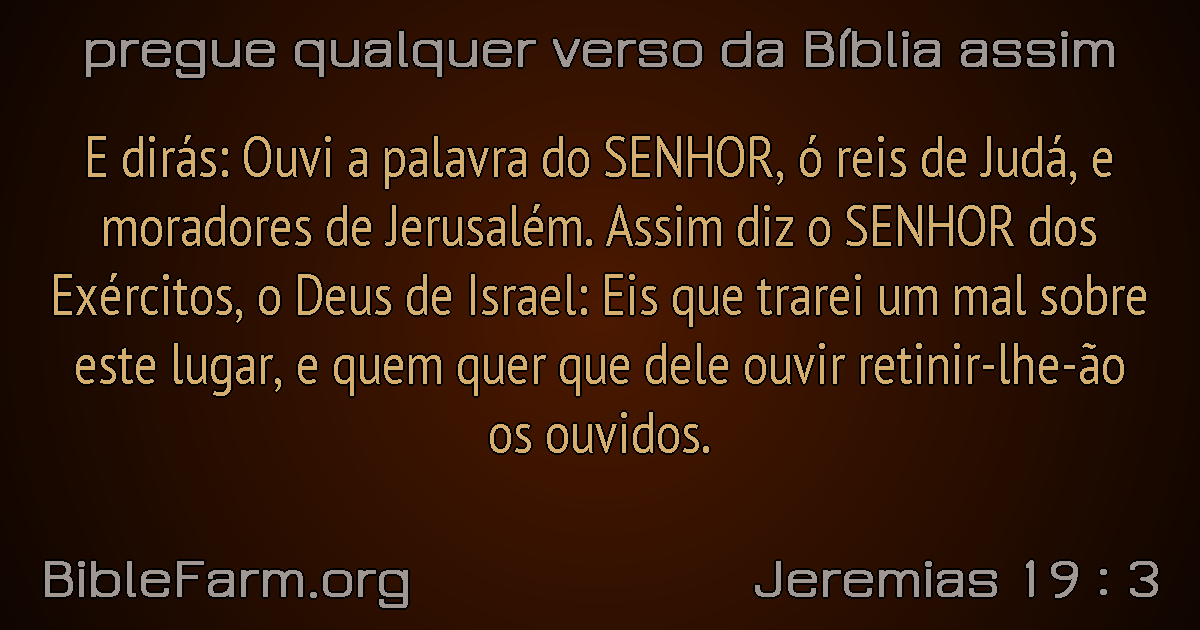 pregue qualquer verso da Bíblia assim
E dirás: Ouvi a palavra do SENHOR, ó reis de Judá, e
moradores de Jerusalém. Assim diz o SENHOR dos
Exércitos, o Deus de Israel: Eis que trarei um mal sobre
este lugar, e quem quer que dele ouvir retinir-lhe-ão
os ouvidos.
BibleFarm.org
Jeremias 19 : 3